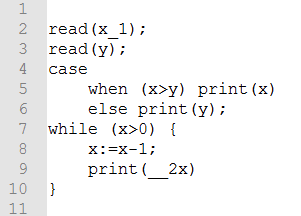 1
2 read(x_1);
3 read(y);
4 case
5     when (x>y) print(x)
6     else print(y);
7 while (x>0) {
8     x:=x-1;
9     print(__2x)
10 }
11